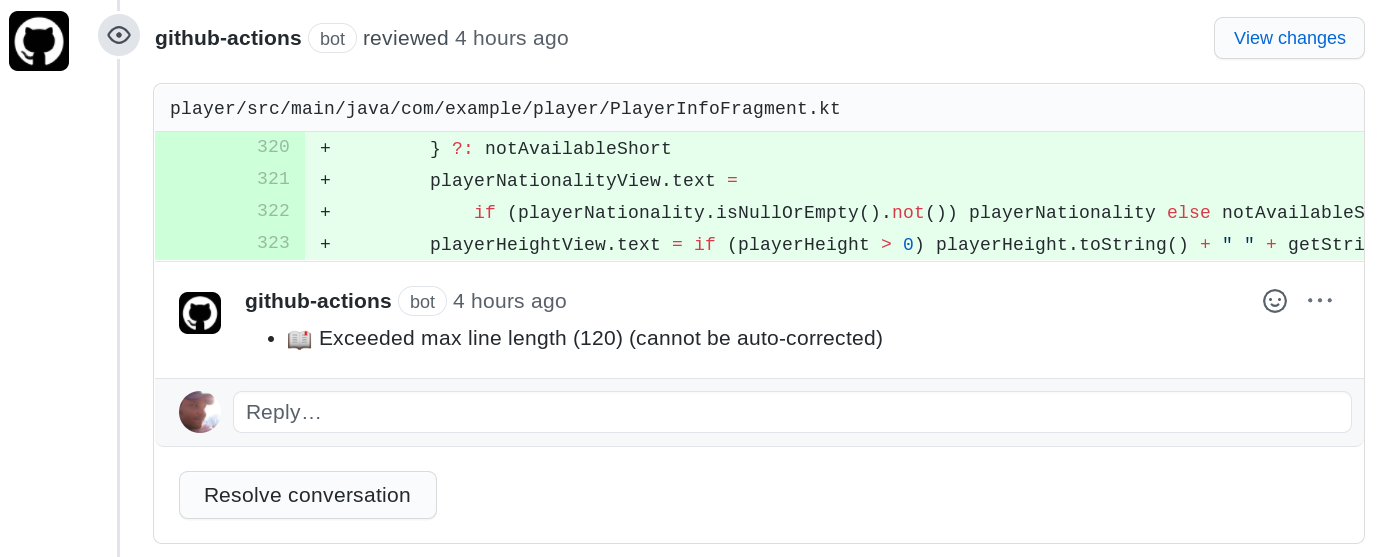 github-actions bot reviewed 4 hours ago
View changes
player/src/main/java/com/example/player/PlayerInfoFragment.kt
320 + } ?: notAvailableShort
321 + playerNationalityView.text =
322 + if (playerNationality.isNullOrEmpty().not()) playerNationality else notAvailableS
323 + playerHeightView.text = if (playerHeight > 0) playerHeight.toString() + " " + getStri
github-actions bot 4 hours ago
• 📖 Exceeded max line length (120) (cannot be auto-corrected)
Reply…
Resolve conversation